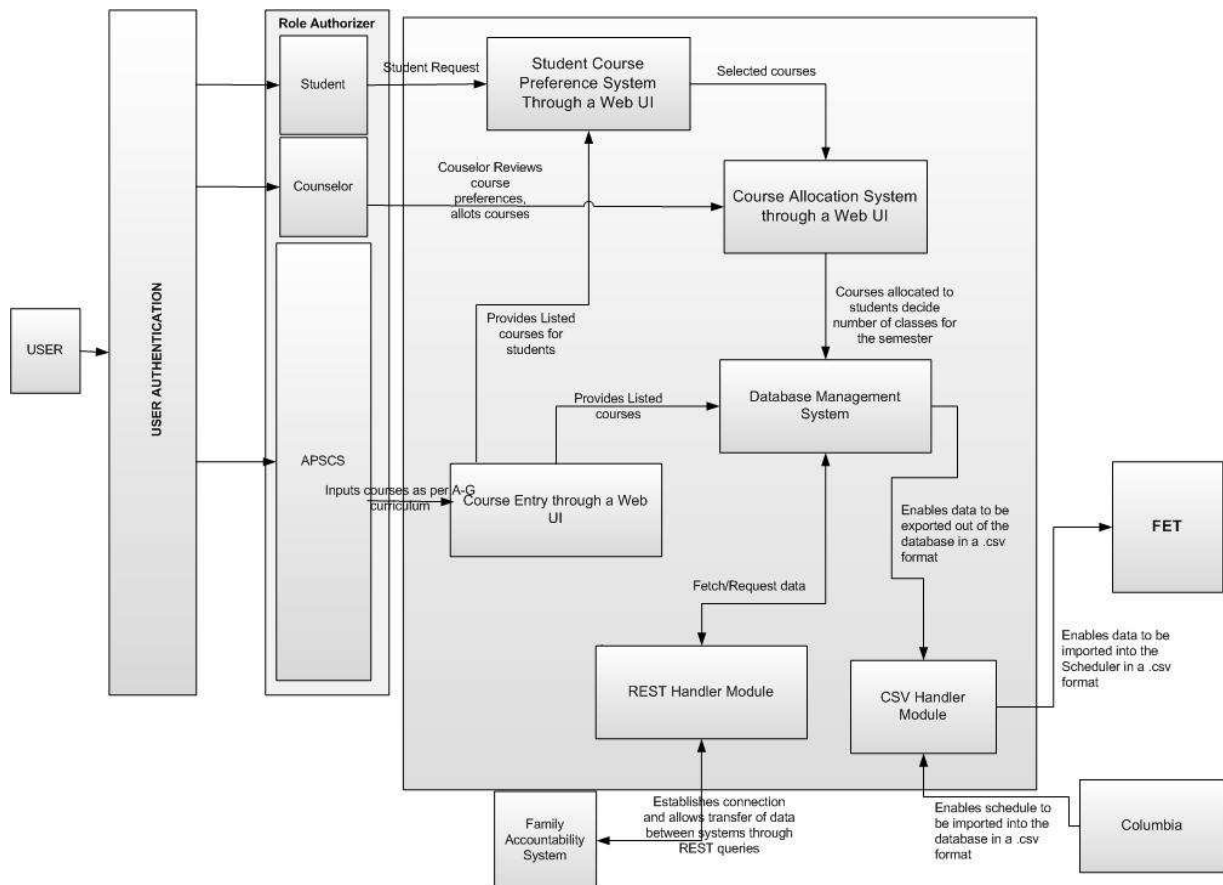 Role Authorizer
Student
Student Request
Student Course
Preference System
Through a Web UI
Selected courses
Counselor
Couselor Reviews
course
preferences,
allots courses
Course Allocation System
through a Web UI
USER
USER AUTHENTICATION
APSCS
Provides Listed
courses for
students
Courses allocated to
students decide
number of classes for
the semester
Provides Listed
courses
Database Management
System
Inputs courses as per A-G
curriculum
Course Entry through a Web
UI
Enables data to be
exported out of the
database in a .csv
format
FET
Fetch/Request data
Enables data to be
imported into the
Scheduler in a .csv
format
REST Handler Module
CSV Handler
Module
Family
Accountability
System
Establishes connection
and allows transfer of data
between systems through
REST queries
Enables schedule to
be imported into the
database in a .csv
format
Columbia